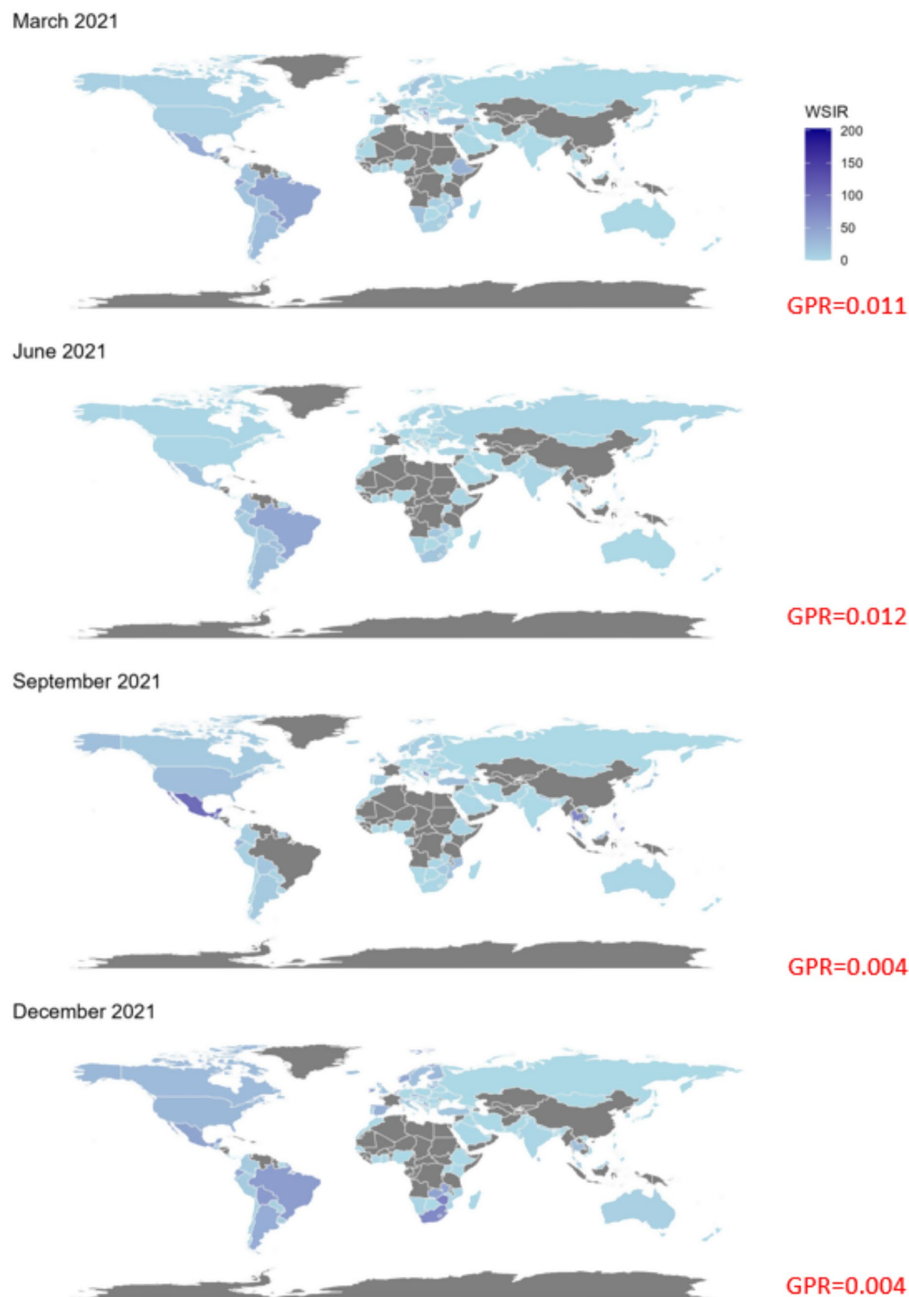 March 2021
WSIR
200
150
100
50
0
GPR=0.011
June 2021
GPR=0.012
September 2021
GPR=0.004
December 2021
GPR=0.004